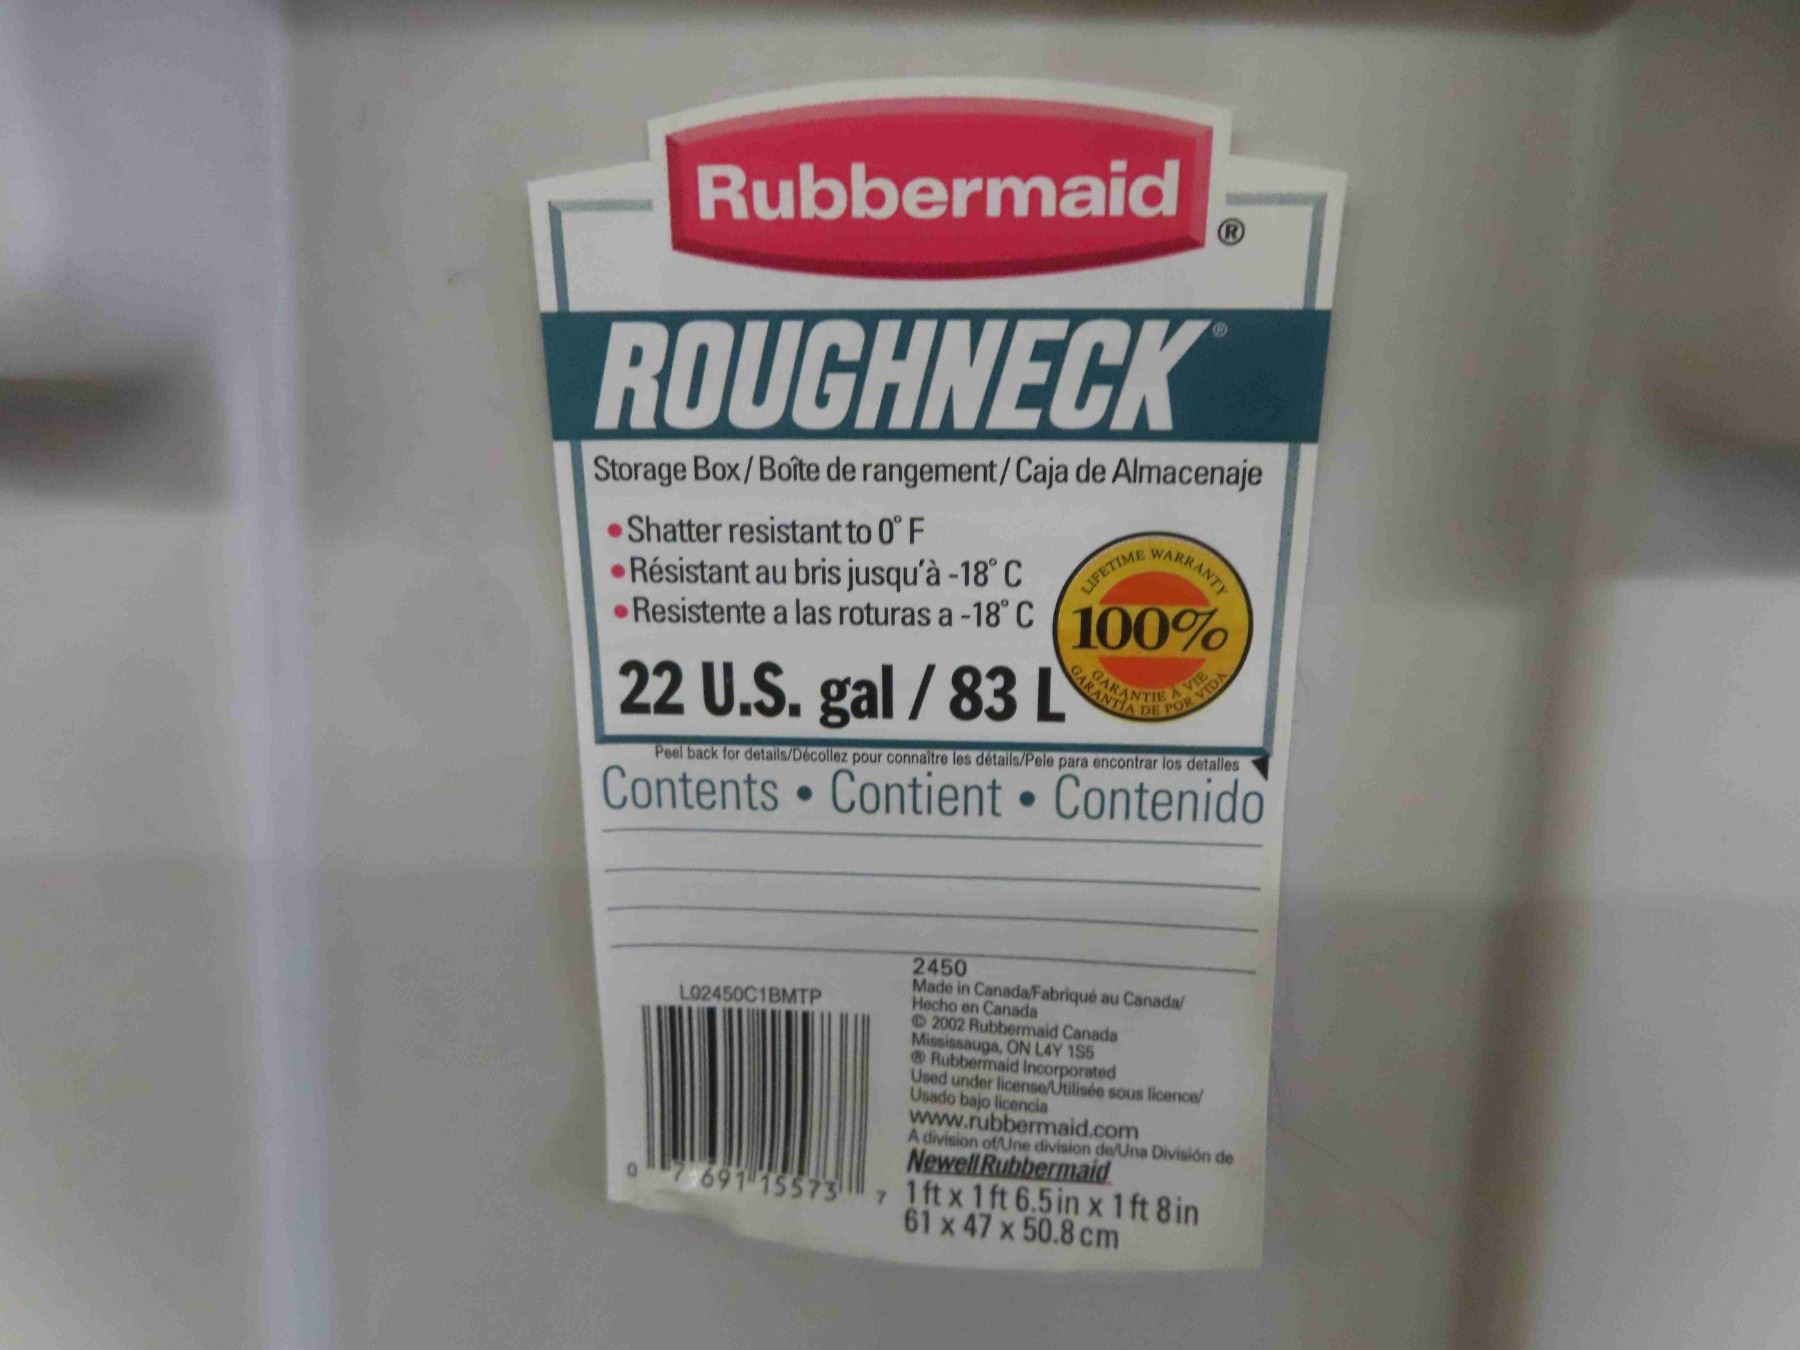 Rubbermaid
®
ROUGHNECK®
Storage Box/Boîte de rangement/Caja de Almacenaje
•Shatter resistant to 0° F
•Résistant au bris jusqu'à -18° C
•Resistente a las roturas a -18° C
LIFETIME WARRANTY
100%
GARANTIE À VIE
GARANTÍA DE POR VIDA
22 U.S. gal / 83 L
Peel back for details/Décollez pour connaître les détails/Pele para encontrar los detalles
Contents • Contient • Contenido
2450
Made in Canada/Fabriqué au Canada/
Hecho en Canada
© 2002 Rubbermaid Canada
Mississauga, ON L4Y 1S5
® Rubbermaid Incorporated
Used under license/Utilisée sous licence/
Usado bajo licencia
www.rubbermaid.com
A division of/Une division de/Una División de
NewellRubbermaid
1 ft x 1 ft 6.5 in x 1 ft 8 in
61 x 47 x 50.8 cm
L02450C1BMTP
0 7 691 15573 7